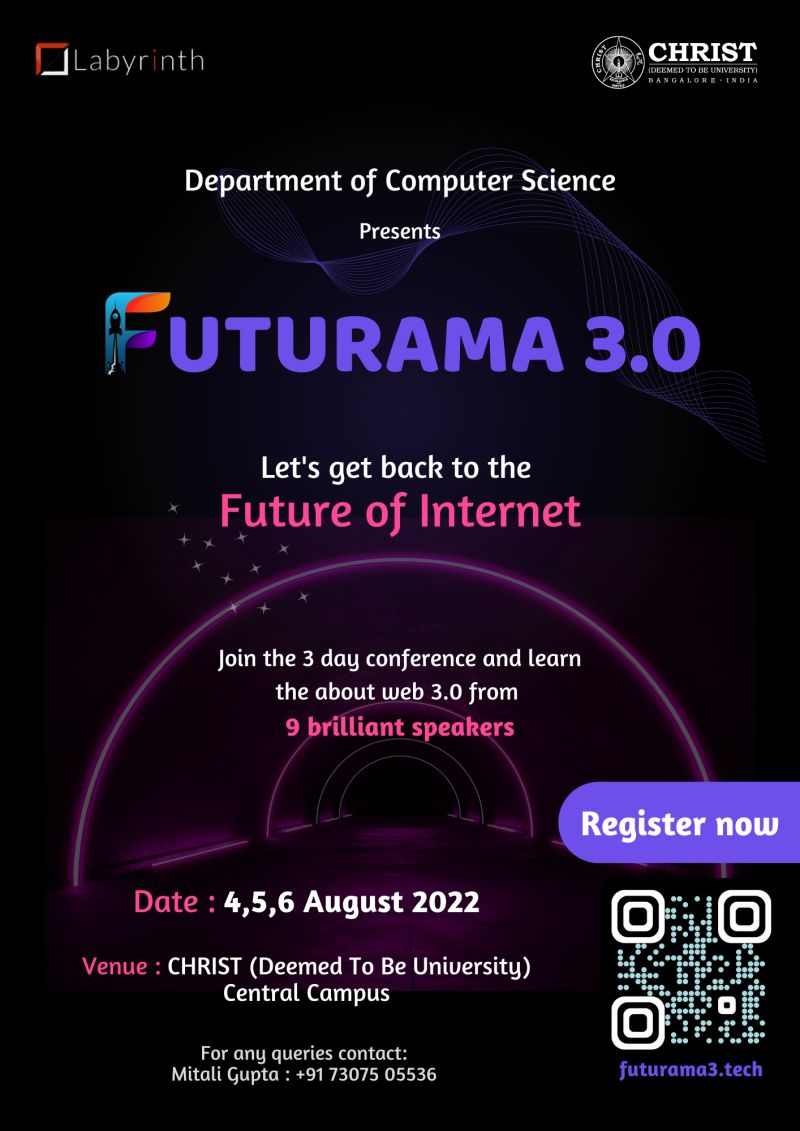 Labyrinth
CHRIST
(DEEMED TO BE UNIVERSITY)
BANGALORE · INDIA
Department of Computer Science
Presents
FUTURAMA 3.0
Let's get back to the
Future of Internet
Join the 3 day conference and learn
the about web 3.0 from
9 brilliant speakers
Register now
Date : 4,5,6 August 2022
Venue : CHRIST (Deemed To Be University)
Central Campus
For any queries contact:
Mitali Gupta : +91 73075 05536
futurama3.tech